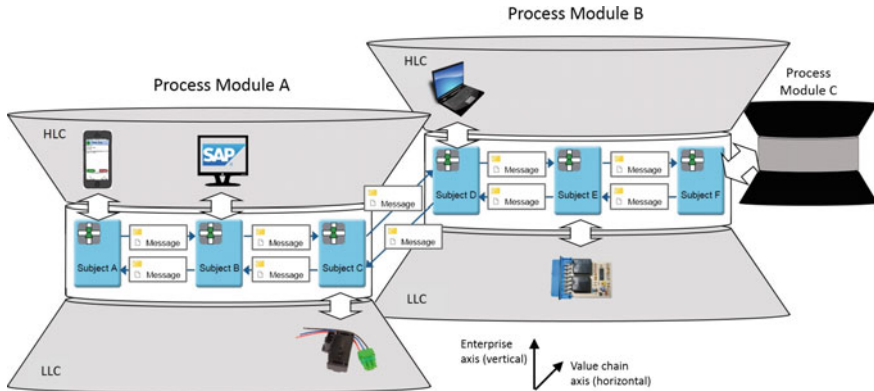 Process Module B
HLC
Process
Module C
Process Module A
HLC
SAP
Message
Message
Subject D
Message
Message
Subject E
Message
Message
Subject F
Message
Message
Subject A
Message
Message
Subject B
Message
Message
Subject C
LLC
LLC
Enterprise
axis (vertical)
Value chain
axis (horizontal)